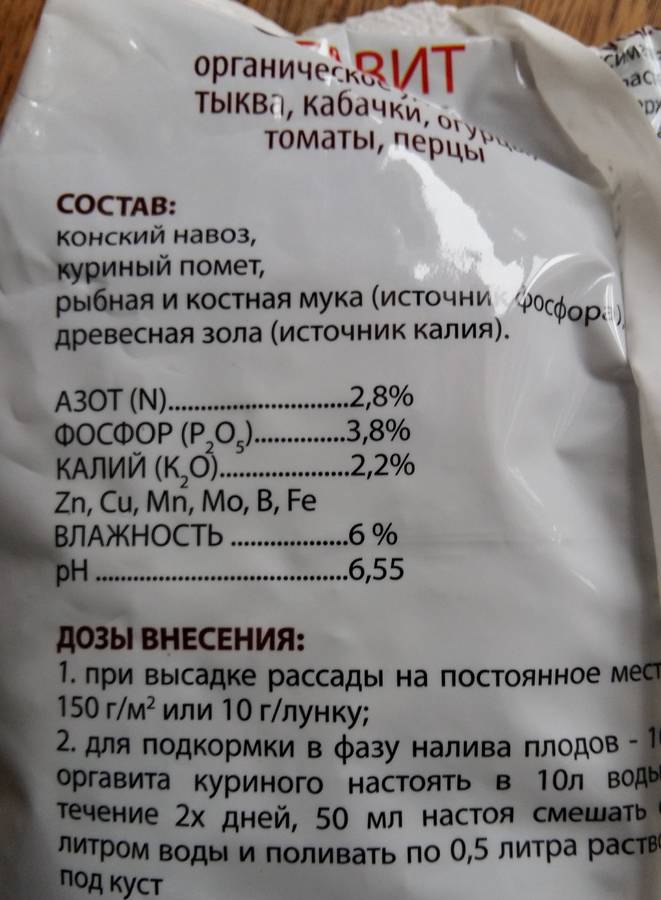 АВИТ
органическое
тыква, кабачки, огурцы,
томаты, перцы
СОСТАВ:
конский навоз,
куриный помет,
рыбная и костная мука (источник фосфора),
древесная зола (источник калия).
АЗОТ (N)..............................2,8%
ФОСФОР (P₂O₅)...............3,8%
КАЛИЙ (K₂O)......................2,2%
Zn, Cu, Mn, Mo, B, Fe
ВЛАЖНОСТЬ ...................6 %
pH ........................................6,55
ДОЗЫ ВНЕСЕНИЯ:
1. при высадке рассады на постоянное мест
150 г/м² или 10 г/лунку;
2. для подкормки в фазу налива плодов -
оргавита куриного настоять в 10л воды
течение 2х дней, 50 мл настоя смешать
литром воды и поливать по 0,5 литра раств
под куст